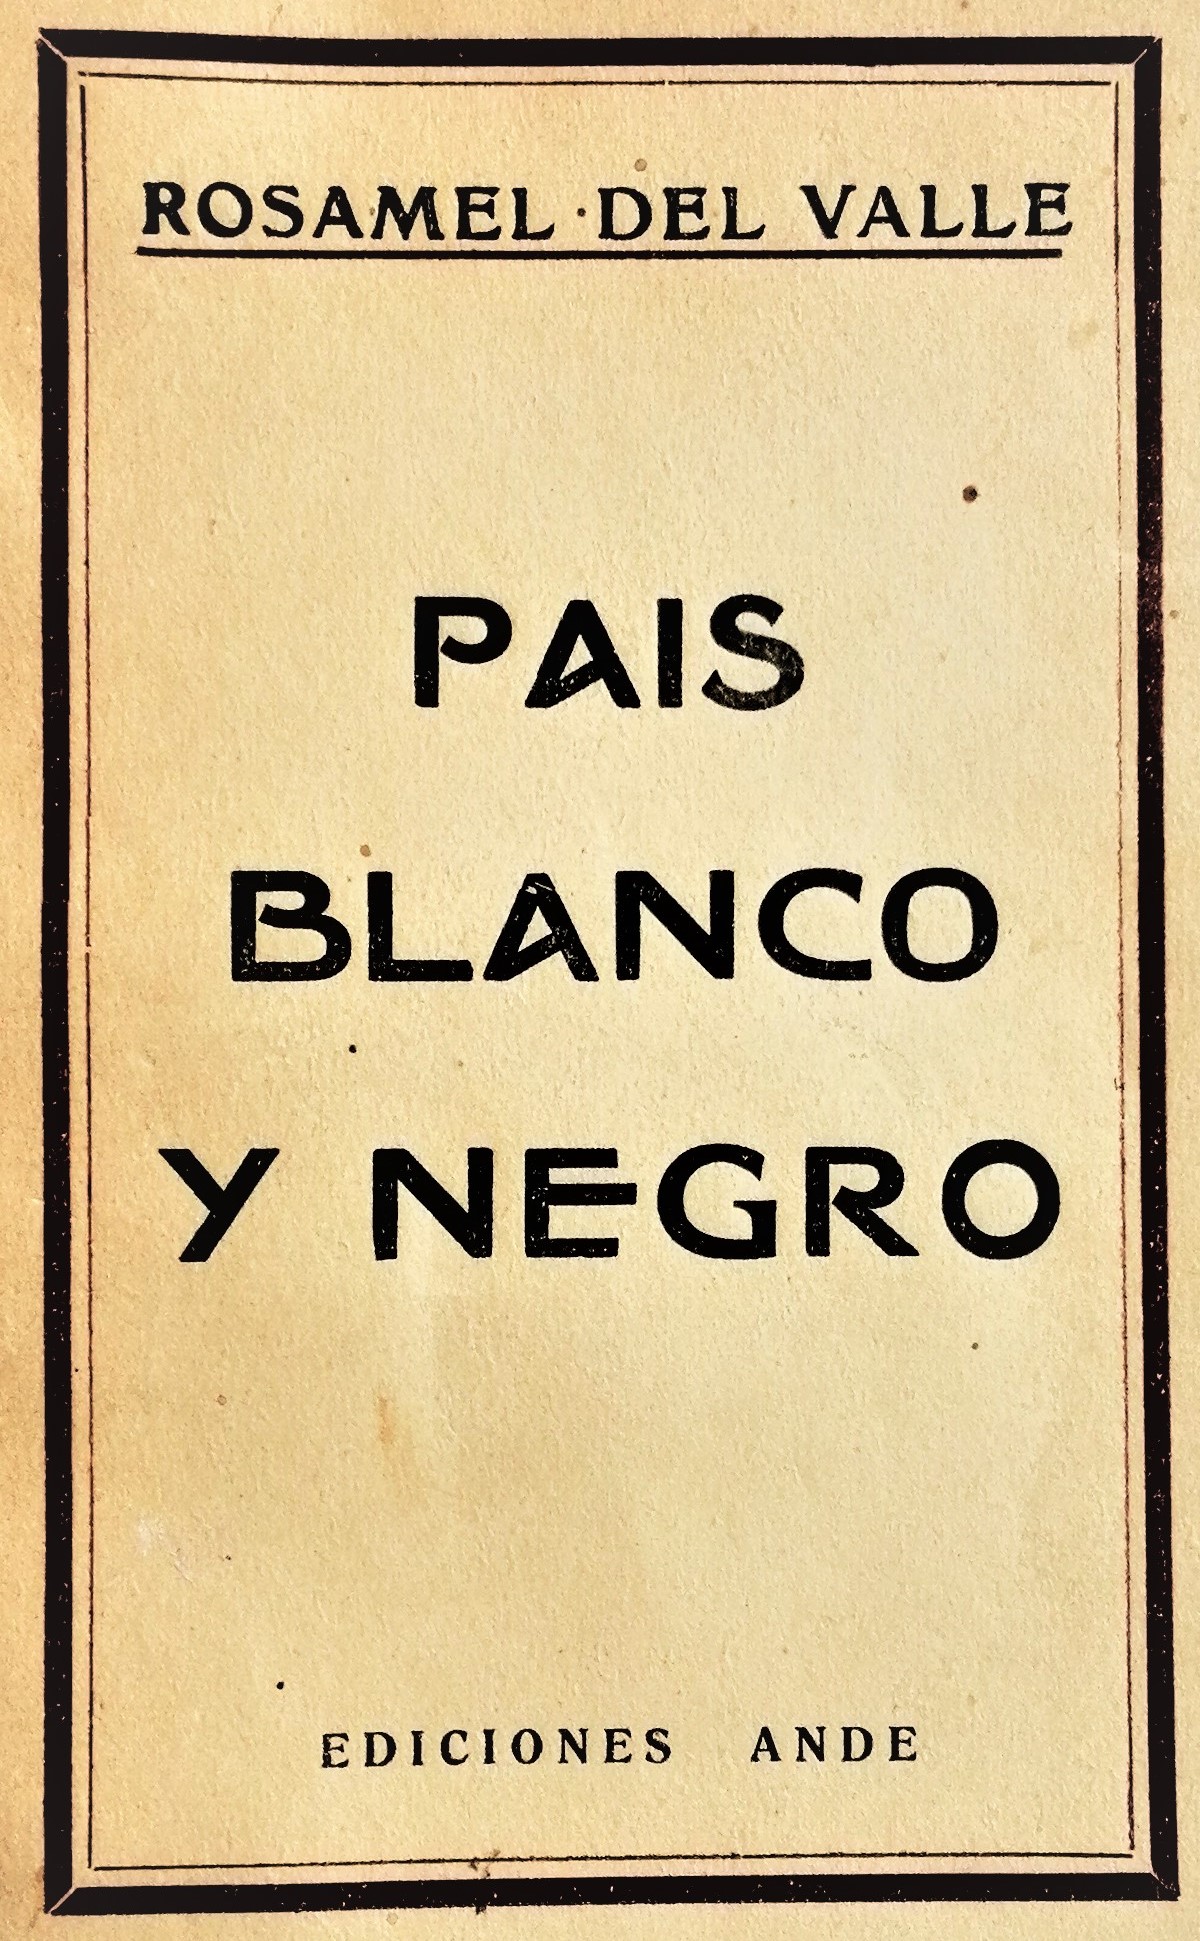 ROSAMEL DEL VALLE
PAIS
BLANCO
Y NEGRO
EDICIONES ANDE